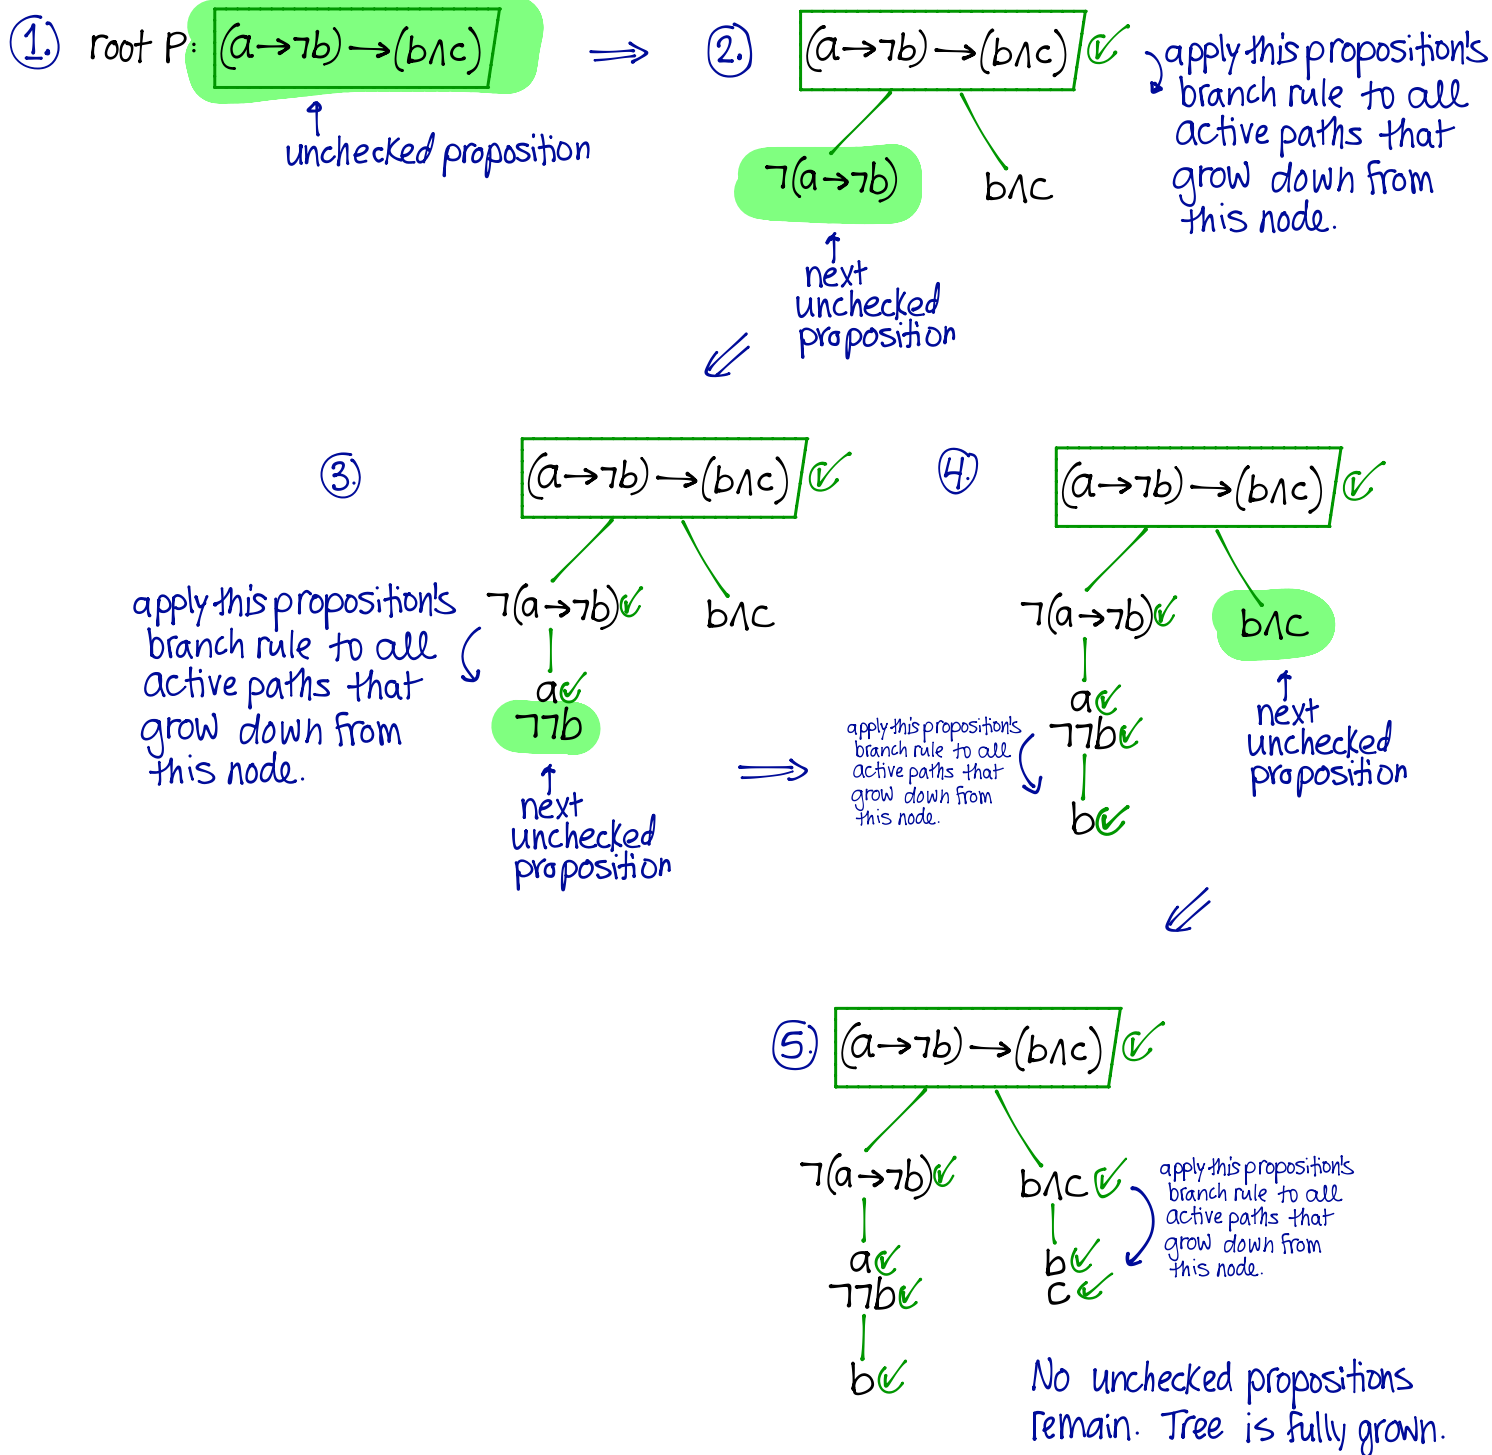 1. root P: (a→¬b)→(b∧c) ⇒
unchecked proposition
2. (a→¬b)→(b∧c) ✓
apply this proposition's
branch rule to all
active paths that
grow down from
this node.
¬(a→¬b) b∧c
next
unchecked
proposition
3. (a→¬b)→(b∧c) ✓
apply this proposition's
branch rule to all
active paths that
grow down from
this node.
¬(a→¬b)✓ b∧c
a✓
¬¬b
next
unchecked
proposition
4. (a→¬b)→(b∧c) ✓
¬(a→¬b)✓ b∧c
a✓
¬¬b✓
b✓
apply this proposition's
branch rule to all
active paths that
grow down from
this node.
next
unchecked
proposition
5. (a→¬b)→(b∧c) ✓
¬(a→¬b)✓ b∧c✓
a✓ b✓
¬¬b✓ c✓
b✓
apply this proposition's
branch rule to all
active paths that
grow down from
this node.
No unchecked propositions
remain. Tree is fully grown.